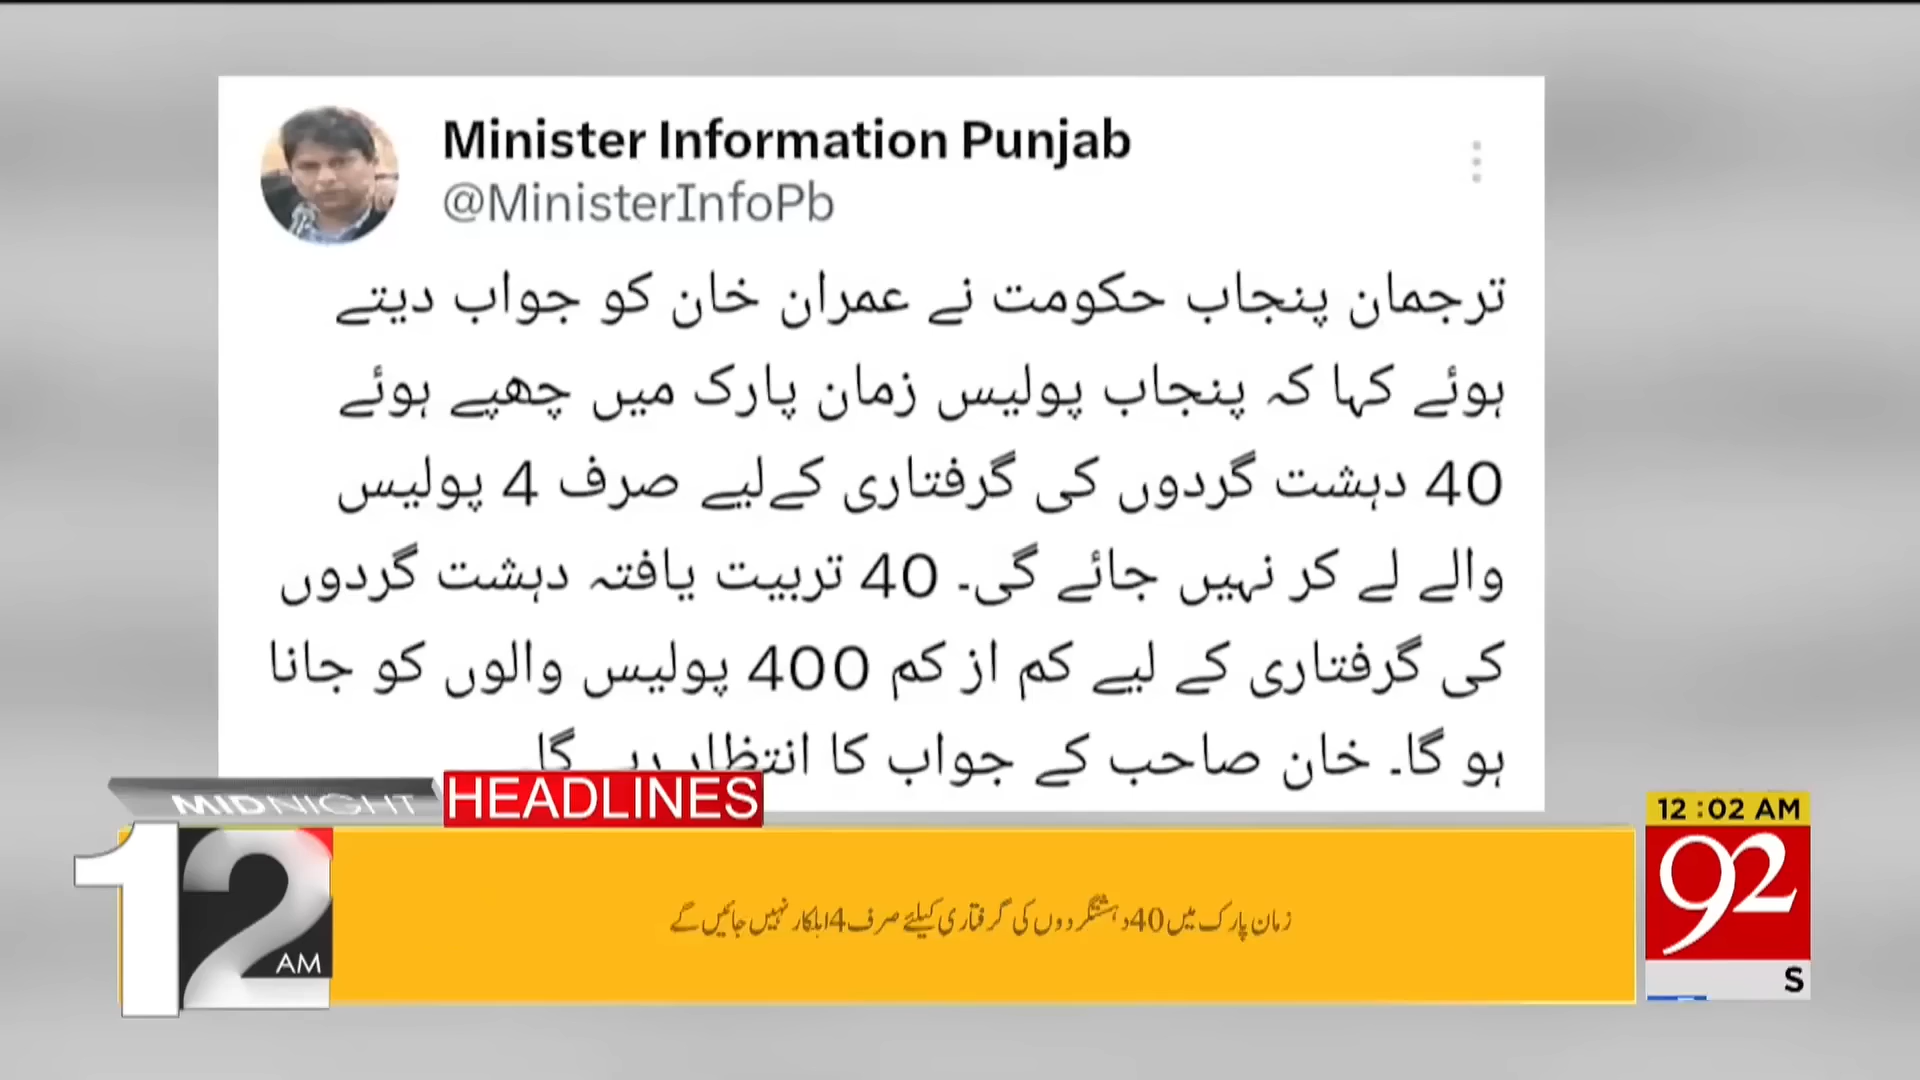 Minister Information Punjab
@MinisterInfoPb
ترجمان پنجاب حکومت نے عمران خان کو جواب دیتے
ہوئے کہا کہ پنجاب پولیس زمان پارک میں چھپے ہوئے
40 دہشت گردوں کی گرفتاری کےلیے صرف 4 پولیس
والے لے کر نہیں جائے گی۔ 40 تربیت یافتہ دہشت گردوں
کی گرفتاری کے لیے کم از کم 400 پولیس والوں کو جانا
ہو گا۔ خان صاحب کے جواب کا انتظار رہے گا۔
MIDNIGHT HEADLINES
12 AM
زمان پارک میں 40 دہشتگردوں کی گرفتاری کیلئے صرف 4 اہلکار نہیں جائیں گے
12:02 AM
92
S